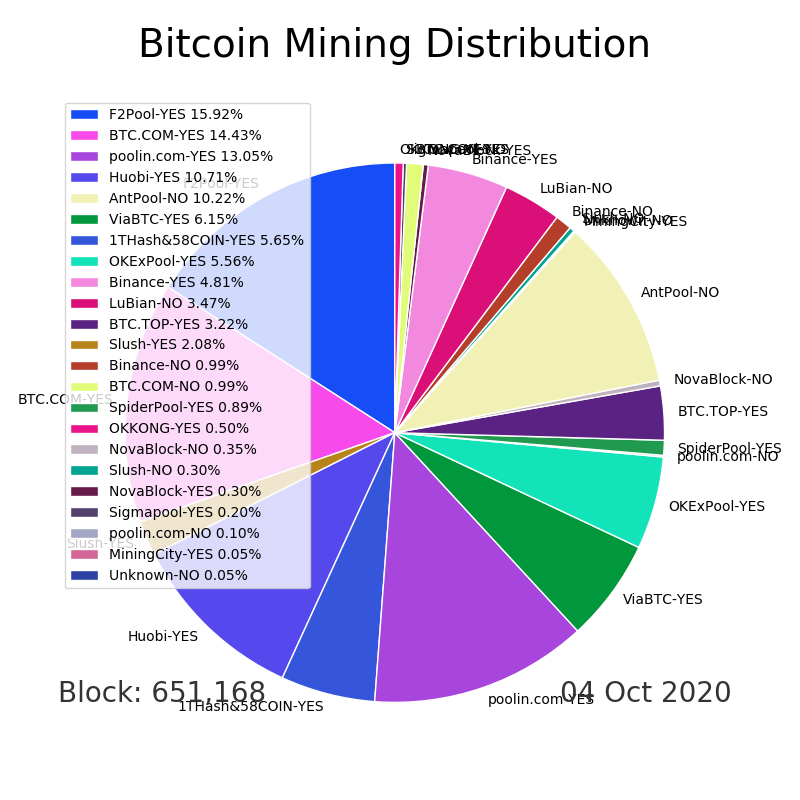 Bitcoin Mining Distribution
F2Pool-YES 15.92%
BTC.COM-YES 14.43%
poolin.com-YES 13.05%
Huobi-YES 10.71%
AntPool-NO 10.22%
ViaBTC-YES 6.15%
1THash&58COIN-YES 5.65%
OKExPool-YES 5.56%
Binance-YES 4.81%
LuBian-NO 3.47%
BTC.TOP-YES 3.22%
Slush-YES 2.08%
Binance-NO 0.99%
BTC.COM-NO 0.99%
SpiderPool-YES 0.89%
OKKONG-YES 0.50%
NovaBlock-NO 0.35%
Slush-NO 0.30%
NovaBlock-YES 0.30%
Sigmapool-YES 0.20%
poolin.com-NO 0.10%
MiningCity-YES 0.05%
Unknown-NO 0.05%
Binance-YES
LuBian-NO
Binance-NO
MiningCity-YES
AntPool-NO
NovaBlock-NO
BTC.TOP-YES
SpiderPool-YES
poolin.com-NO
OKExPool-YES
ViaBTC-YES
poolin.com-YES
1THash&58COIN-YES
Huobi-YES
Slush-YES
BTC.COM-YES
F2Pool-YES
Block: 651,168
04 Oct 2020